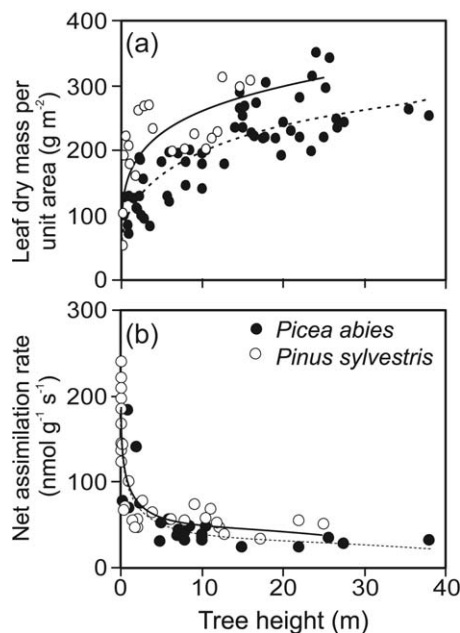 (a)
Leaf dry mass per
unit area (g m⁻²)
400
300
200
100
0
(b)
Picea abies
Pinus sylvestris
Net assimilation rate
(nmol g⁻¹ s⁻¹)
300
200
100
0
0 10 20 30 40
Tree height (m)